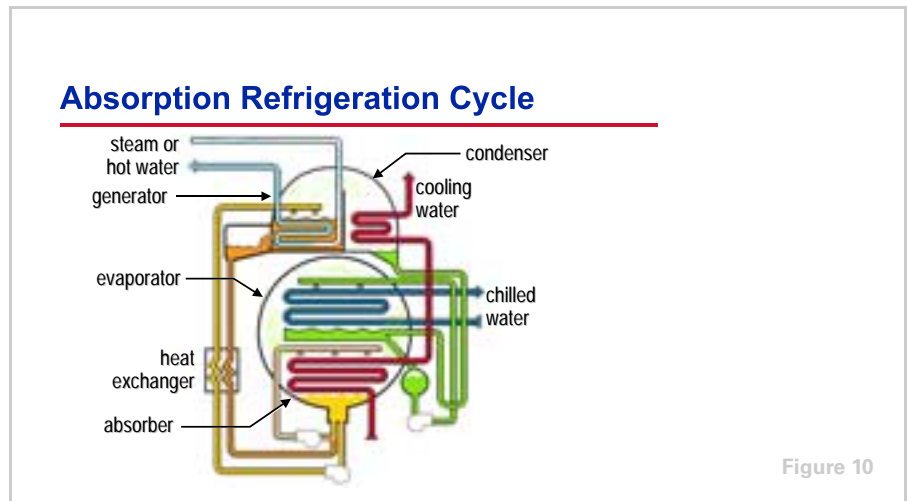 Absorption Refrigeration Cycle
steam or
hot water
condenser
generator
cooling
water
evaporator
chilled
water
heat
exchanger
absorber
Figure 10